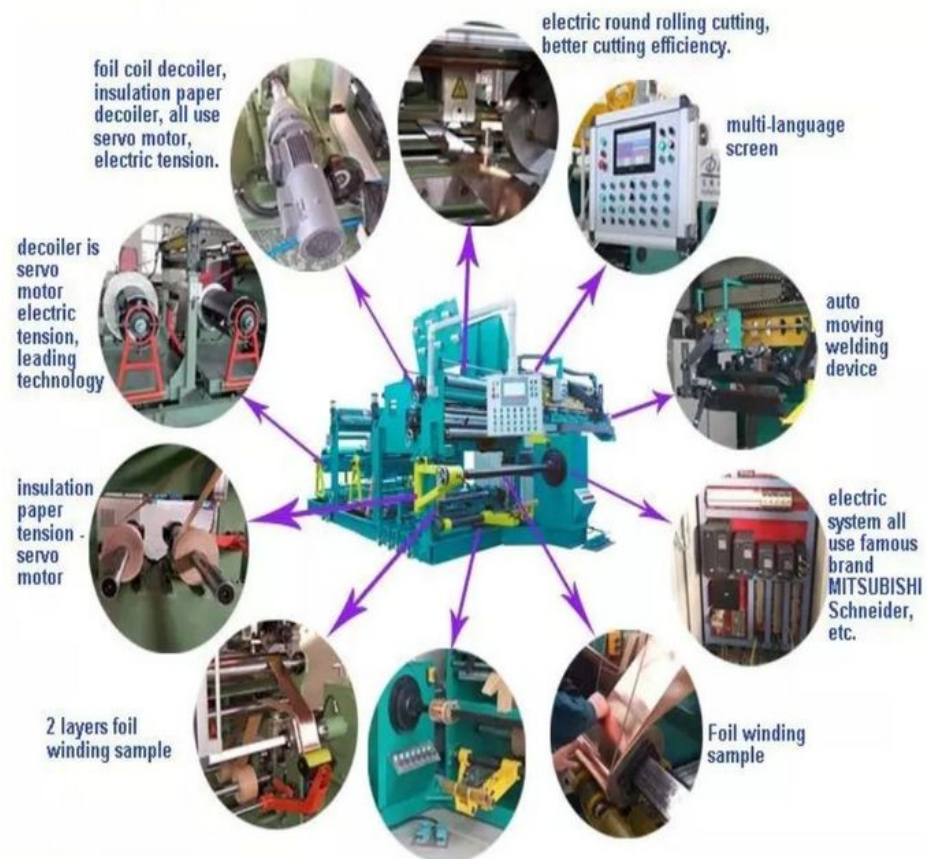 electric round rolling cutting,
better cutting efficiency.
foil coil decoiler,
insulation paper
decoiler, all use
servo motor,
electric tension.
multi-language
screen
decoiler is
servo
motor
electric
tension,
leading
technology
auto
moving
welding
device
insulation
paper
tension -
servo
motor
electric
system all
use famous
brand
MITSUBISHI
Schneider,
etc.
2 layers foil
winding sample
Foil winding
sample